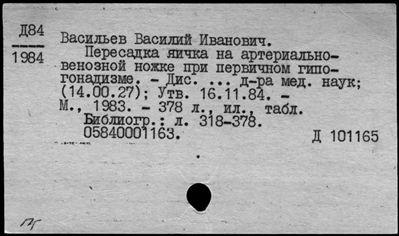 Д84
1984
Васильев Василий Иванович.
Пересадка яичка на артериально-
венозной ножке при первичном гипо-
гонадизме. - Дис. ... д-ра мед. наук;
(14.00.27); Утв. 16.11.84. -
М., 1983. - 378 л., ил., табл.
Библиогр.: л. 318-378.
05840001163.
Д 101165